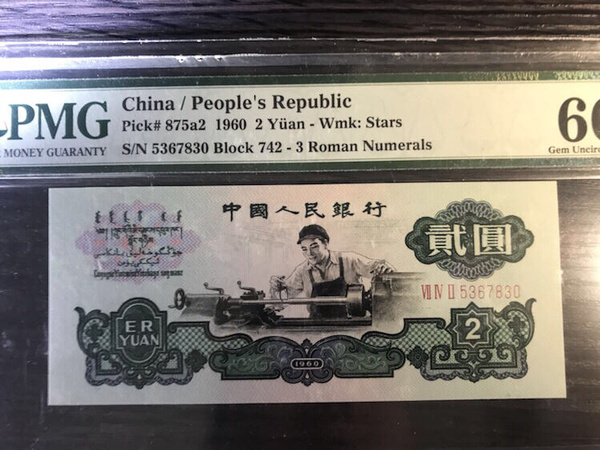 PMG
MONEY GUARANTY
China / People's Republic
Pick# 875a2 1960 2 Yüan - Wmk: Stars
S/N 5367830 Block 742 - 3 Roman Numerals
Gem Uncirc
中國人民銀行
貳圓
VII IV II 5367830
ER
YUAN
1960
2